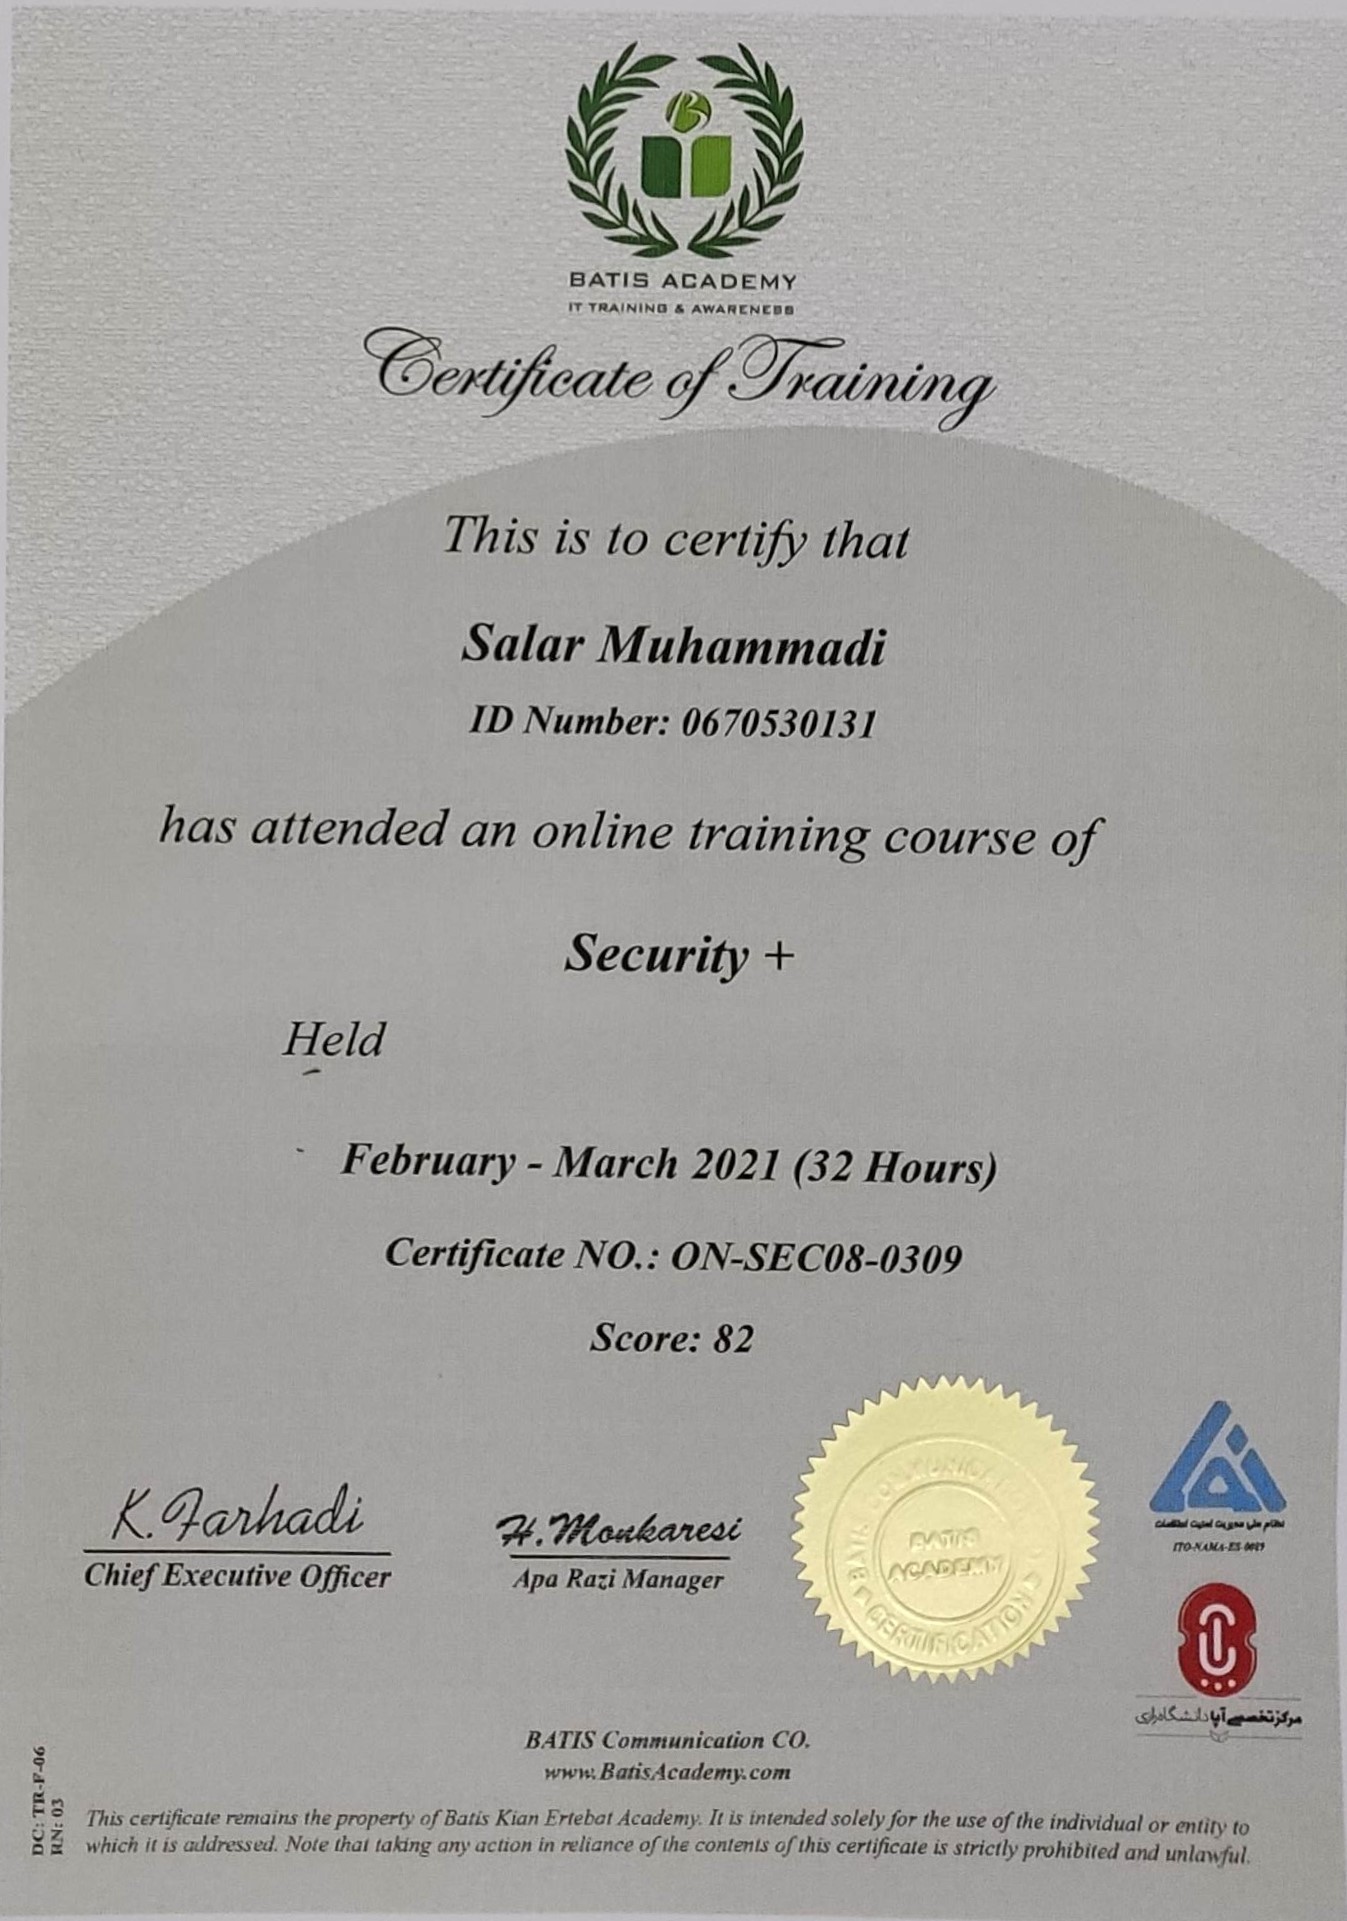 BATIS ACADEMY
IT TRAINING & AWARENESS
Certificate of Training
This is to certify that
Salar Muhammadi
ID Number: 0670530131
has attended an online training course of
Security +
Held
February - March 2021 (32 Hours)
Certificate NO.: ON-SEC08-0309
Score: 82
K. Farhadi
Chief Executive Officer
H. Monkaresi
Apa Razi Manager
BATIS
ACADEMY
CERTIFICATION
نظام ملی مدیریت امنیت اطلاعات
ITO-NAMA-ES-0089
مرکز تخصصی آپا دانشگاه رازی
BATIS Communication CO.
www.BatisAcademy.com
DC: TR-F-06
RN: 03
This certificate remains the property of Batis Kian Ertebat Academy. It is intended solely for the use of the individual or entity to
which it is addressed. Note that taking any action in reliance of the contents of this certificate is strictly prohibited and unlawful.